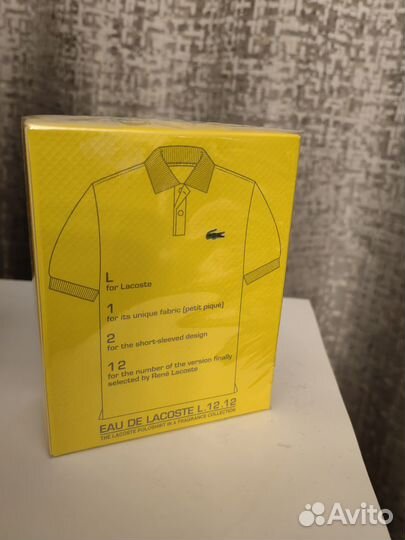 L
for Lacoste
1
for its unique fabric (petit piqué)
2
for the short-sleeved design
12
for the number of the version finally
selected by René Lacoste
EAU DE LACOSTE L.12.12
THE LACOSTE POLOSHIRT IN A FRAGRANCE COLLECTION
Avito